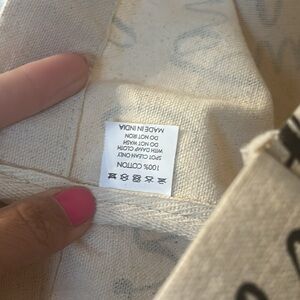 100% COTTON
SPOT CLEAN ONLY
WITH DAMP CLOTH
DO NOT WASH
DO NOT IRON
MADE IN INDIA